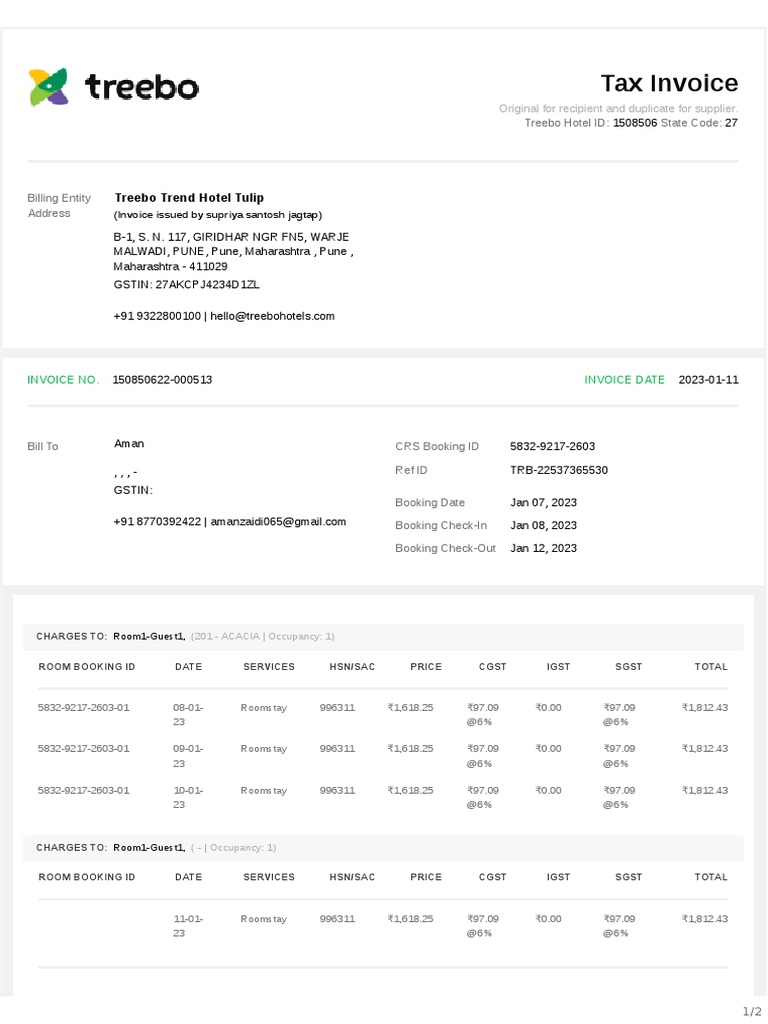 treebo
Tax Invoice
Original for recipient and duplicate for supplier.
Treebo Hotel ID: 1508506 State Code: 27
Billing Entity Address
Treebo Trend Hotel Tulip
(Invoice issued by supriya santosh jagtap)
B-1, S. N. 117, GIRIDHAR NGR FN5, WARJE
MALWADI, PUNE, Pune, Maharashtra , Pune ,
Maharashtra - 411029
GSTIN: 27AKCPJ4234D1ZL
+91 9322800100 | hello@treebohotels.com
INVOICE NO. 150850622-000513
INVOICE DATE 2023-01-11
Bill To
Aman
, , , -
GSTIN:
+91 8770392422 | amanzaidi065@gmail.com
CRS Booking ID 5832-9217-2603
Ref ID TRB-22537365530
Booking Date Jan 07, 2023
Booking Check-In Jan 08, 2023
Booking Check-Out Jan 12, 2023
CHARGES TO: Room1-Guest1, (201 - ACACIA | Occupancy: 1)
ROOM BOOKING ID DATE SERVICES HSN/SAC PRICE CGST IGST SGST TOTAL
5832-9217-2603-01 08-01- Roomstay 996311 ₹1,618.25 ₹97.09 ₹0.00 ₹97.09 ₹1,812.43
23 @6% @6%
5832-9217-2603-01 09-01- Roomstay 996311 ₹1,618.25 ₹97.09 ₹0.00 ₹97.09 ₹1,812.43
23 @6% @6%
5832-9217-2603-01 10-01- Roomstay 996311 ₹1,618.25 ₹97.09 ₹0.00 ₹97.09 ₹1,812.43
23 @6% @6%
CHARGES TO: Room1-Guest1, ( - | Occupancy: 1)
ROOM BOOKING ID DATE SERVICES HSN/SAC PRICE CGST IGST SGST TOTAL
11-01- Roomstay 996311 ₹1,618.25 ₹97.09 ₹0.00 ₹97.09 ₹1,812.43
23 @6% @6%
1/2